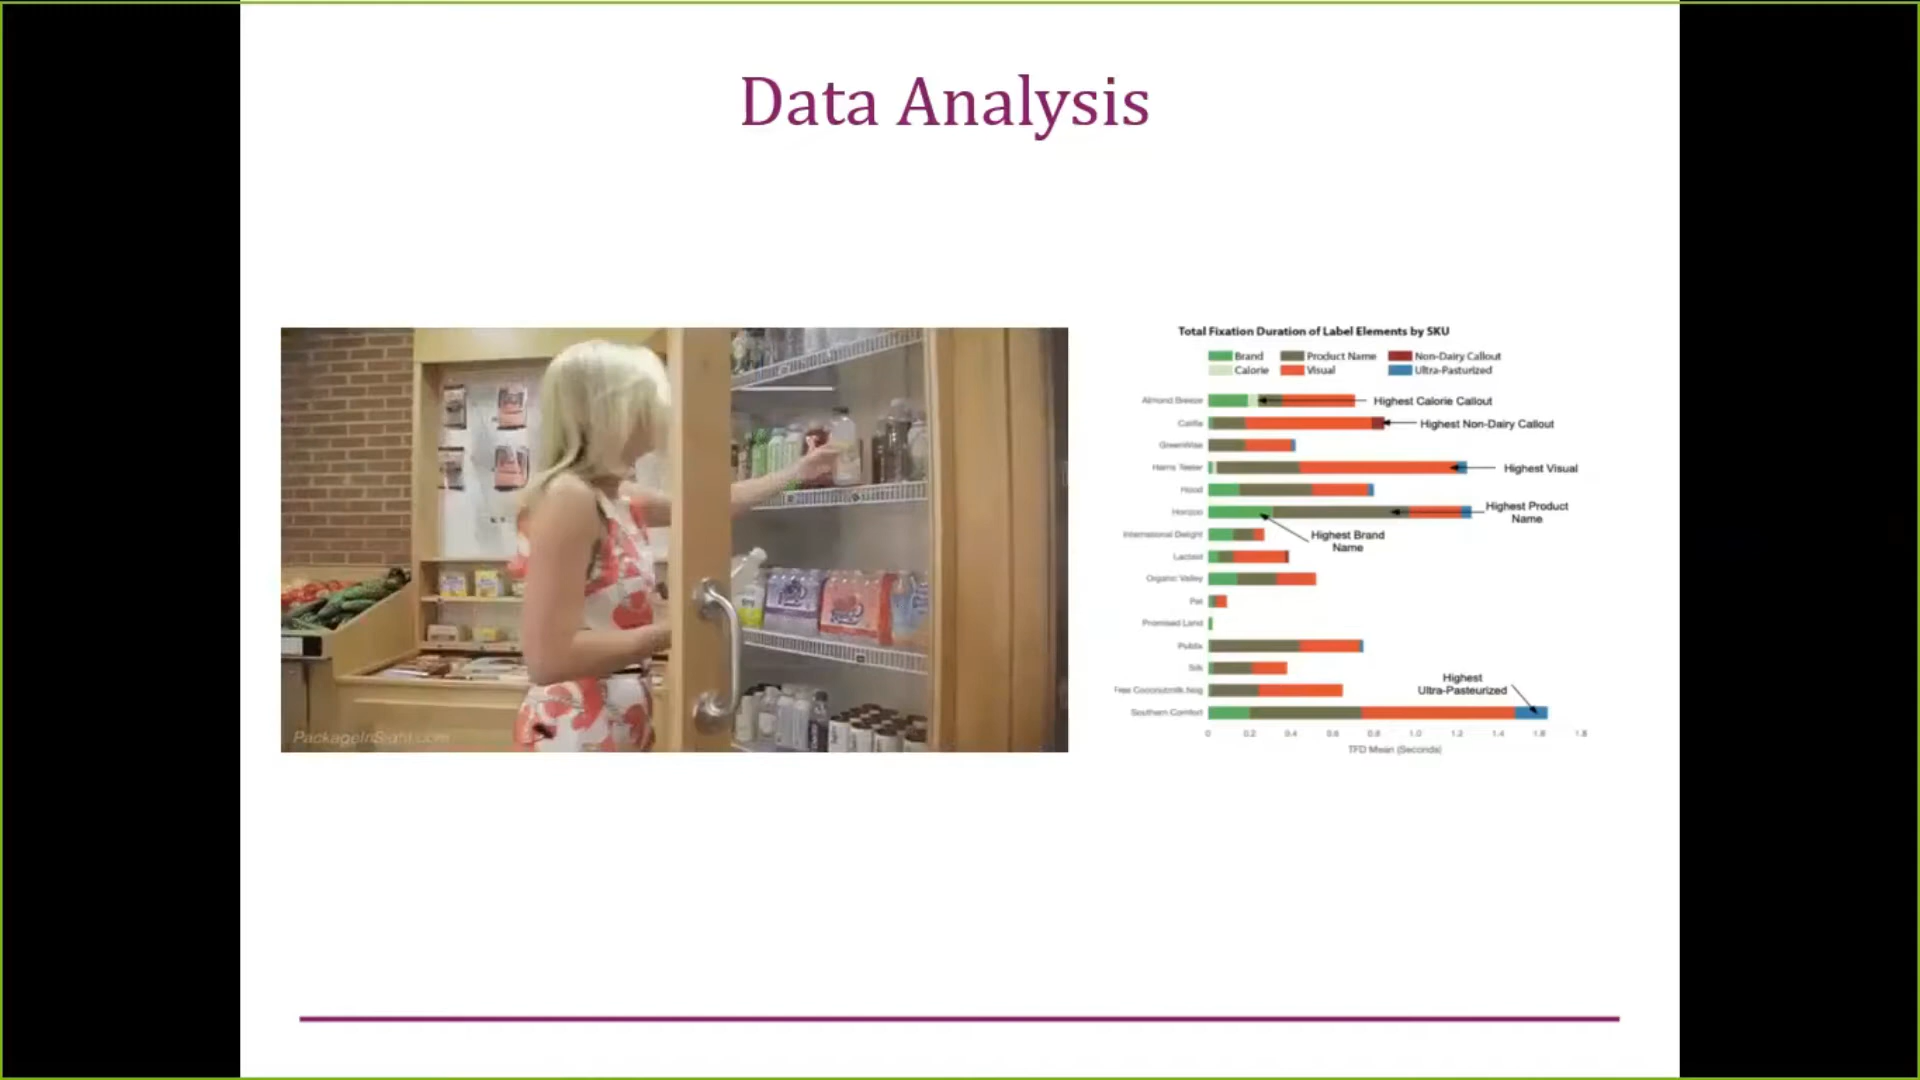 Data Analysis
PackageInSight.com
Total Fixation Duration of Label Elements by SKU
Brand
Product Name
Non-Dairy Callout
Calorie
Visual
Ultra-Pasturized
Almond Breeze
Highest Calorie Callout
Califia
Highest Non-Dairy Callout
GreenWise
Harris Teeter
Highest Visual
Hood
Horizon
Highest Product
Name
Highest Brand
Name
International Delight
Lactaid
Organic Valley
Pet
Promised Land
Publix
Silk
Free Coconutmilk Nog
Highest
Ultra-Pasteurized
Southern Comfort
0 0.2 0.4 0.6 0.8 1.0 1.2 1.4 1.6 1.8
TFD Mean (Seconds)